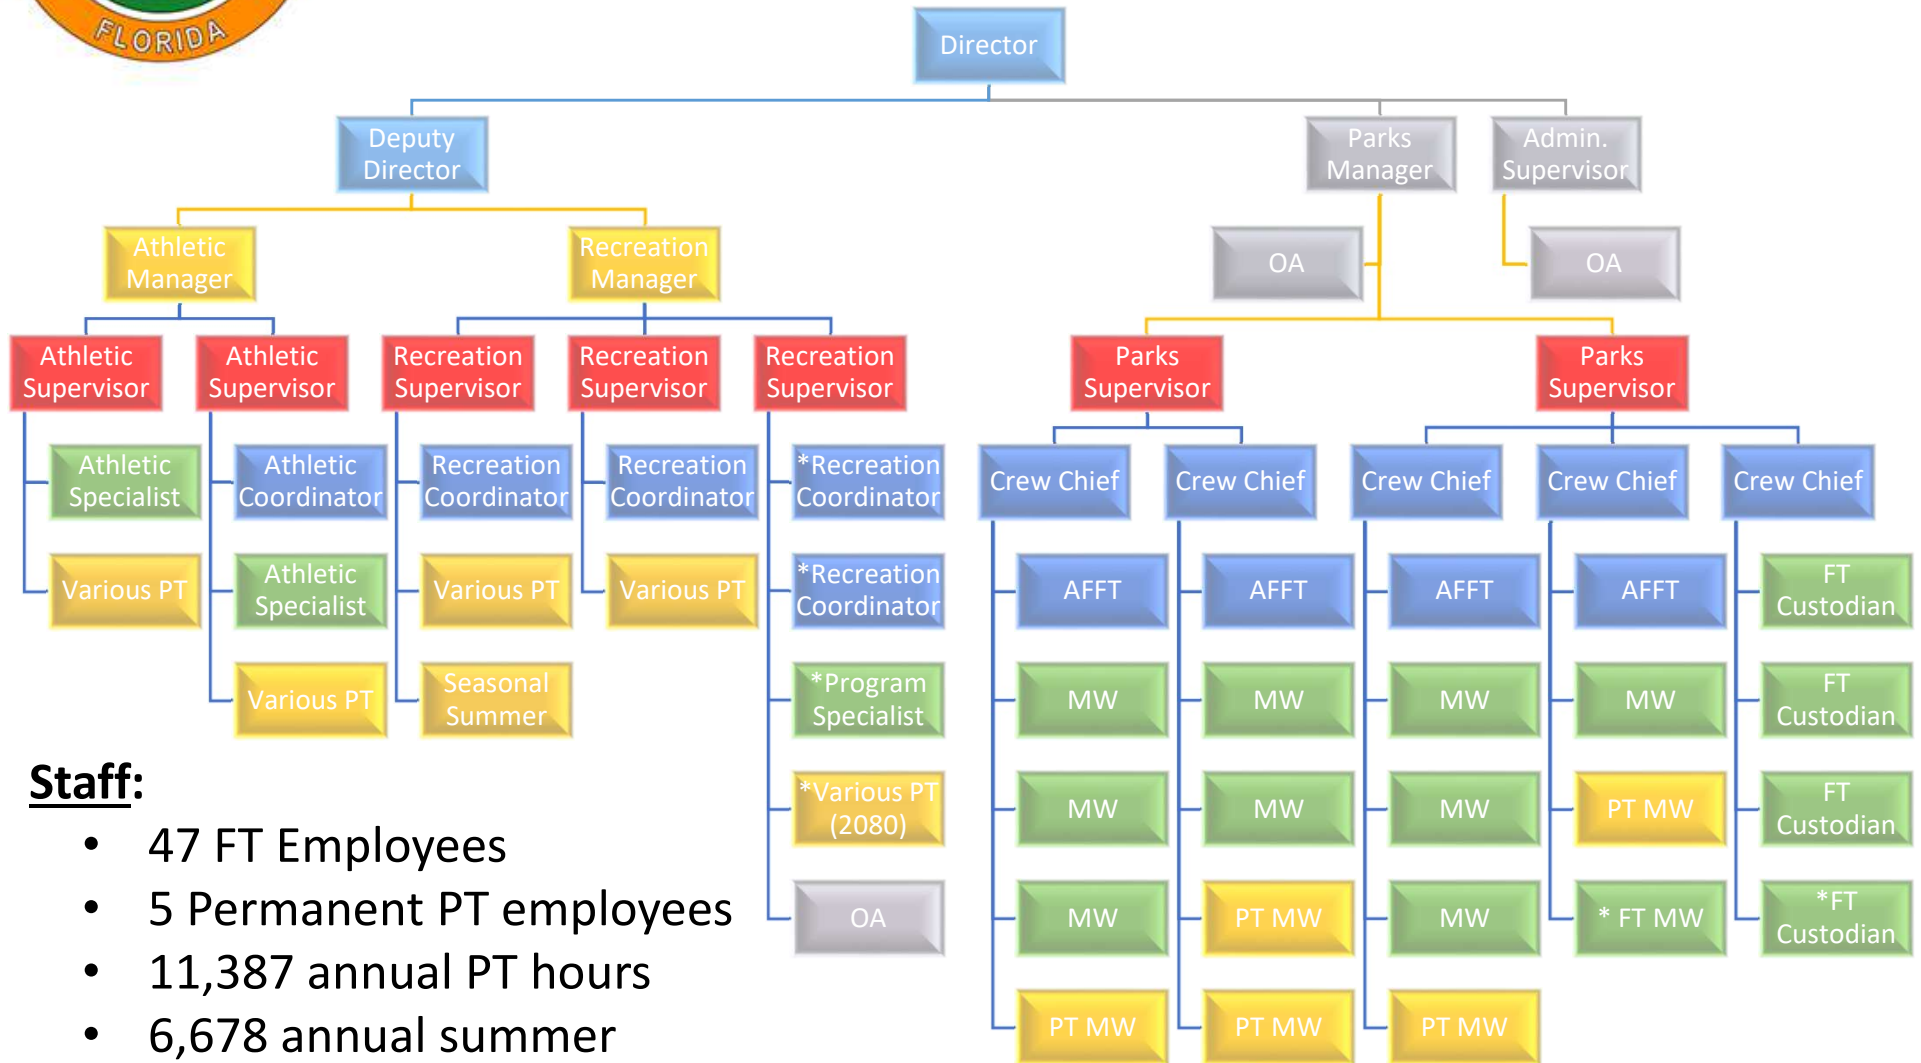 FLORIDA
Director
Deputy
Director
Parks
Manager
Admin.
Supervisor
Athletic
Manager
Recreation
Manager
OA
OA
Athletic
Supervisor
Athletic
Supervisor
Recreation
Supervisor
Recreation
Supervisor
Recreation
Supervisor
Parks
Supervisor
Parks
Supervisor
Athletic
Specialist
Athletic
Coordinator
Recreation
Coordinator
Recreation
Coordinator
*Recreation
Coordinator
Crew Chief
Crew Chief
Crew Chief
Crew Chief
Crew Chief
Various PT
Athletic
Specialist
Various PT
Various PT
*Recreation
Coordinator
AFFT
AFFT
AFFT
AFFT
FT
Custodian
Various PT
Seasonal
Summer
*Program
Specialist
MW
MW
MW
MW
FT
Custodian
*Various PT
(2080)
MW
MW
MW
PT MW
FT
Custodian
OA
MW
PT MW
MW
* FT MW
*FT
Custodian
PT MW
PT MW
PT MW
Staff:
• 47 FT Employees
• 5 Permanent PT employees
• 11,387 annual PT hours
• 6,678 annual summer